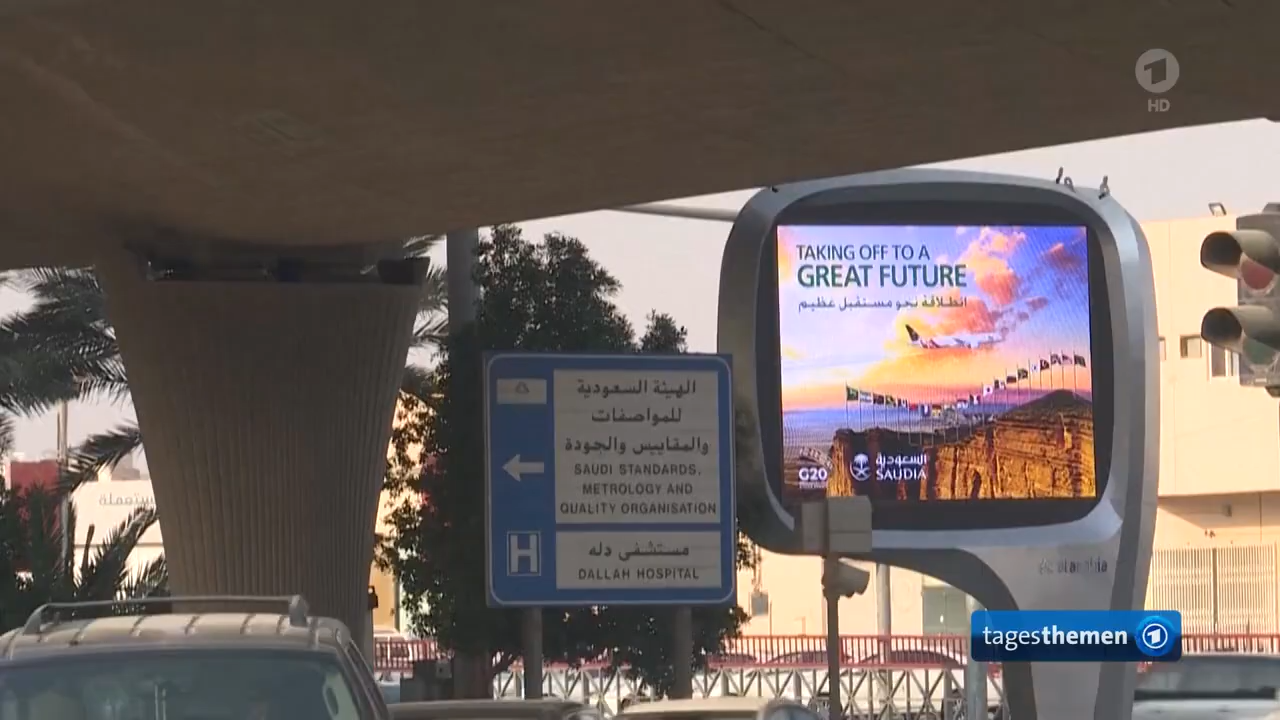 HD
TAKING OFF TO A
GREAT FUTURE
انطلاقة نحو مستقبل عظيم
السعودية
SAUDIA
G20
الهيئة السعودية
للمواصفات
والمقاييس والجودة
SAUDI STANDARDS,
METROLOGY AND
QUALITY ORGANISATION
H
مستشفى دله
DALLAH HOSPITAL
tagesthemen 1